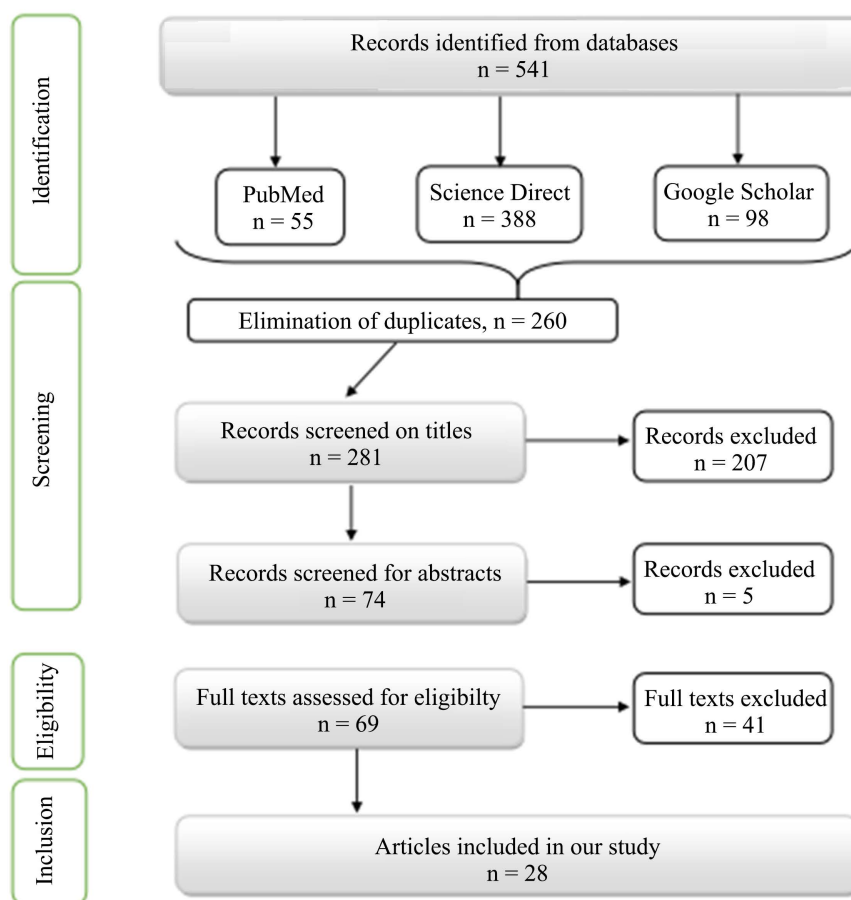 Identification
Records identified from databases
n = 541
PubMed
n = 55
Science Direct
n = 388
Google Scholar
n = 98
Screening
Elimination of duplicates, n = 260
Records screened on titles
n = 281
Records excluded
n = 207
Records screened for abstracts
n = 74
Records excluded
n = 5
Eligibility
Full texts assessed for eligibilty
n = 69
Full texts excluded
n = 41
Inclusion
Articles included in our study
n = 28